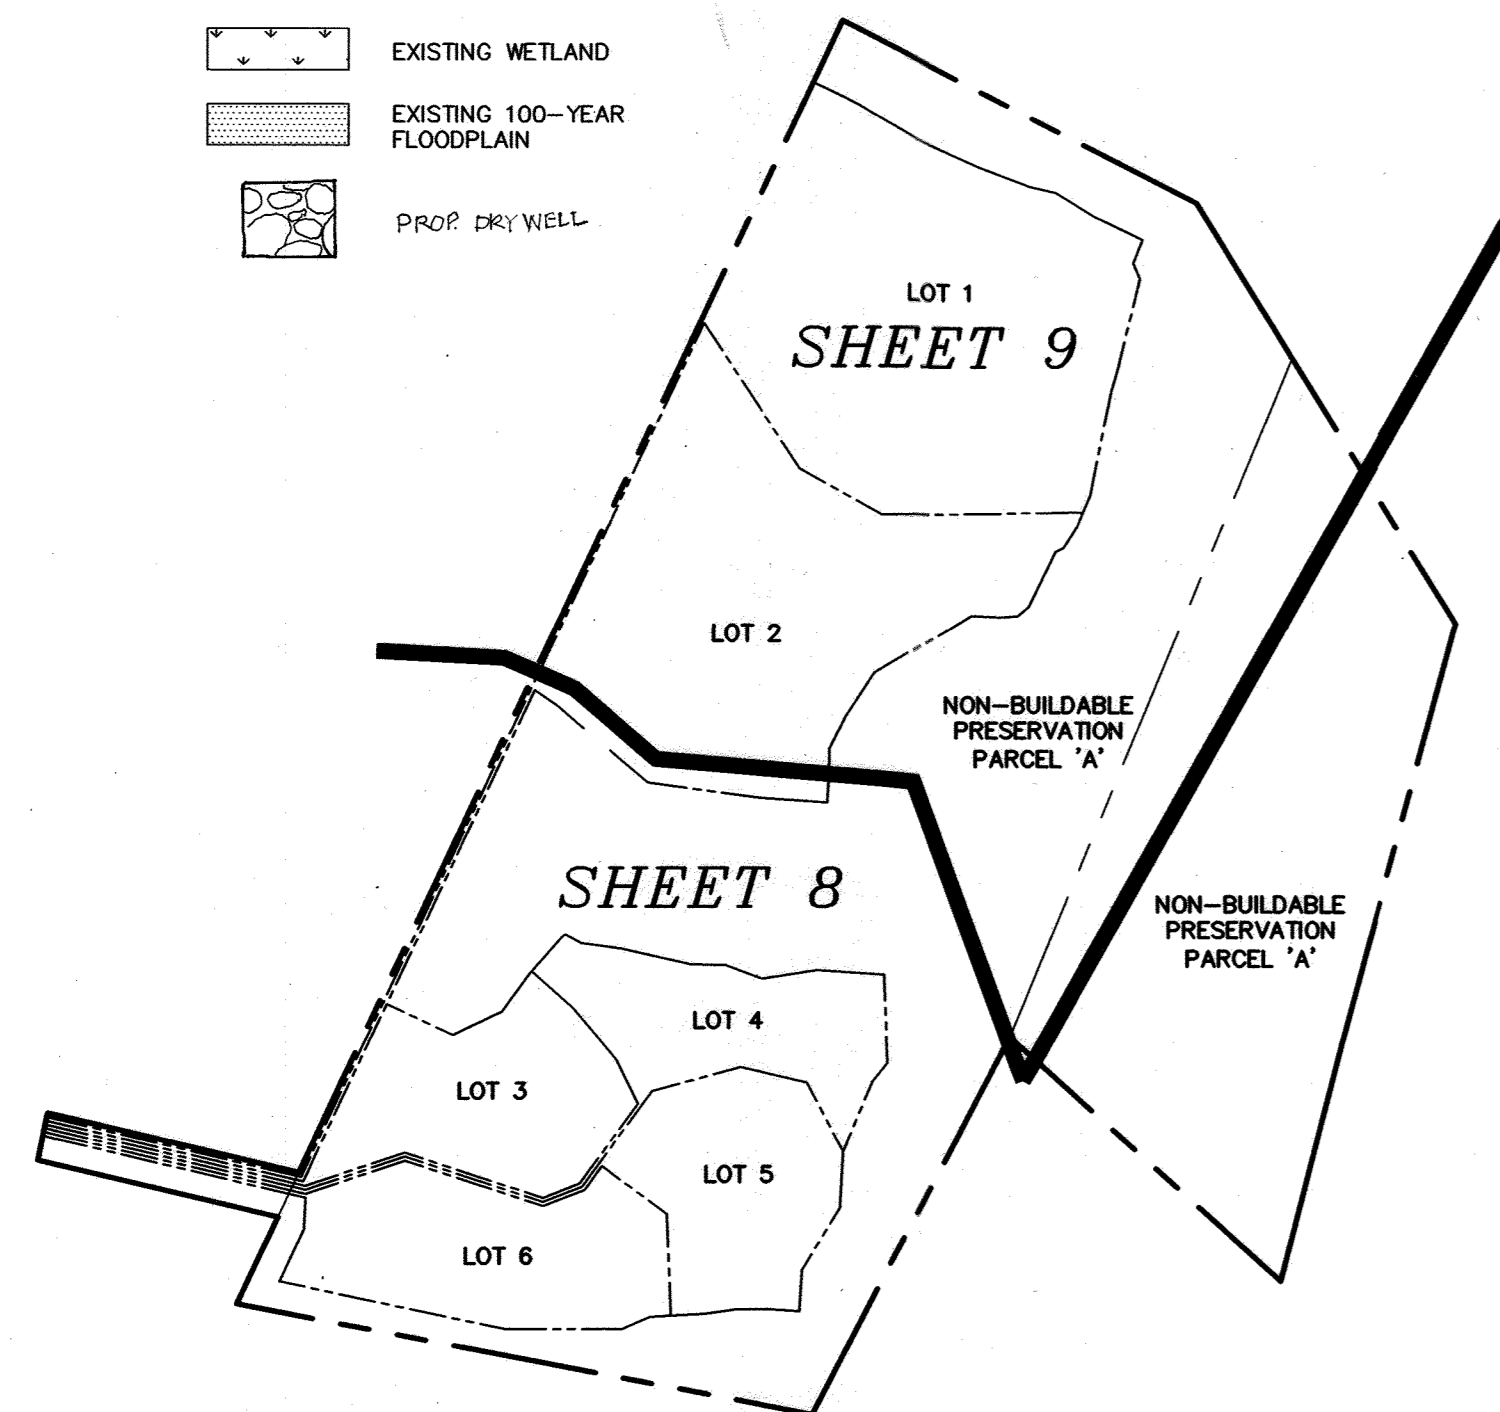 EXISTING WETLAND
EXISTING 100-YEAR
FLOODPLAIN
PROP. DRYWELL
LOT 1
SHEET 9
LOT 2
NON-BUILDABLE
PRESERVATION
PARCEL 'A'
SHEET 8
NON-BUILDABLE
PRESERVATION
PARCEL 'A'
LOT 4
LOT 3
LOT 5
LOT 6